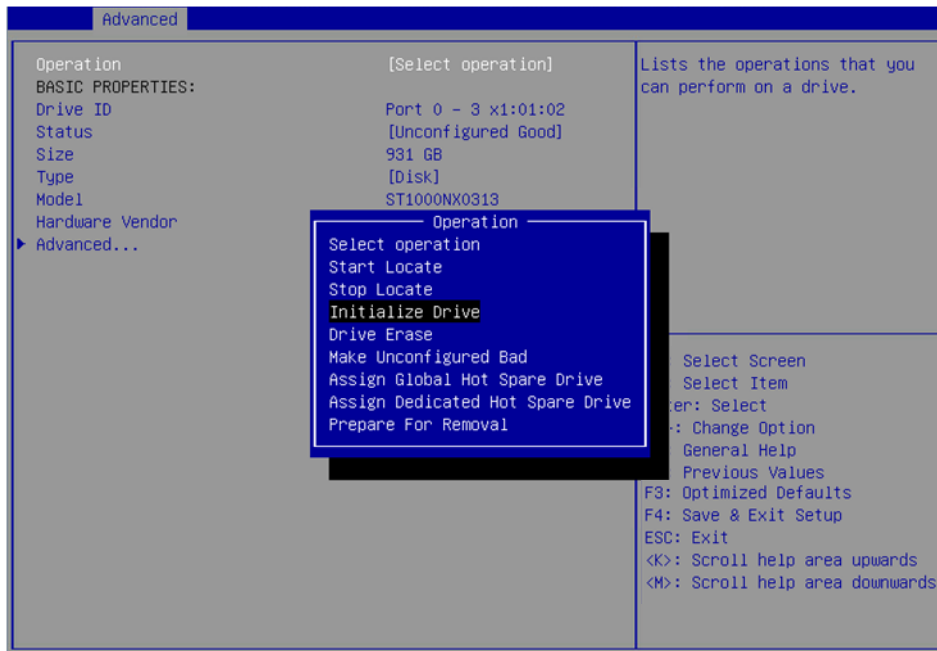 Advanced
Operation [Select operation]
BASIC PROPERTIES:
Drive ID Port 0 - 3 x1:01:02
Status [Unconfigured Good]
Size 931 GB
Type [Disk]
Model ST1000NX0313
Hardware Vendor
Advanced...
Operation
Select operation
Start Locate
Stop Locate
Initialize Drive
Drive Erase
Make Unconfigured Bad
Assign Global Hot Spare Drive
Assign Dedicated Hot Spare Drive
Prepare For Removal
Lists the operations that you
can perform on a drive.
Select Screen
Select Item
er: Select
-: Change Option
General Help
Previous Values
F3: Optimized Defaults
F4: Save & Exit Setup
ESC: Exit
<K>: Scroll help area upwards
<M>: Scroll help area downwards